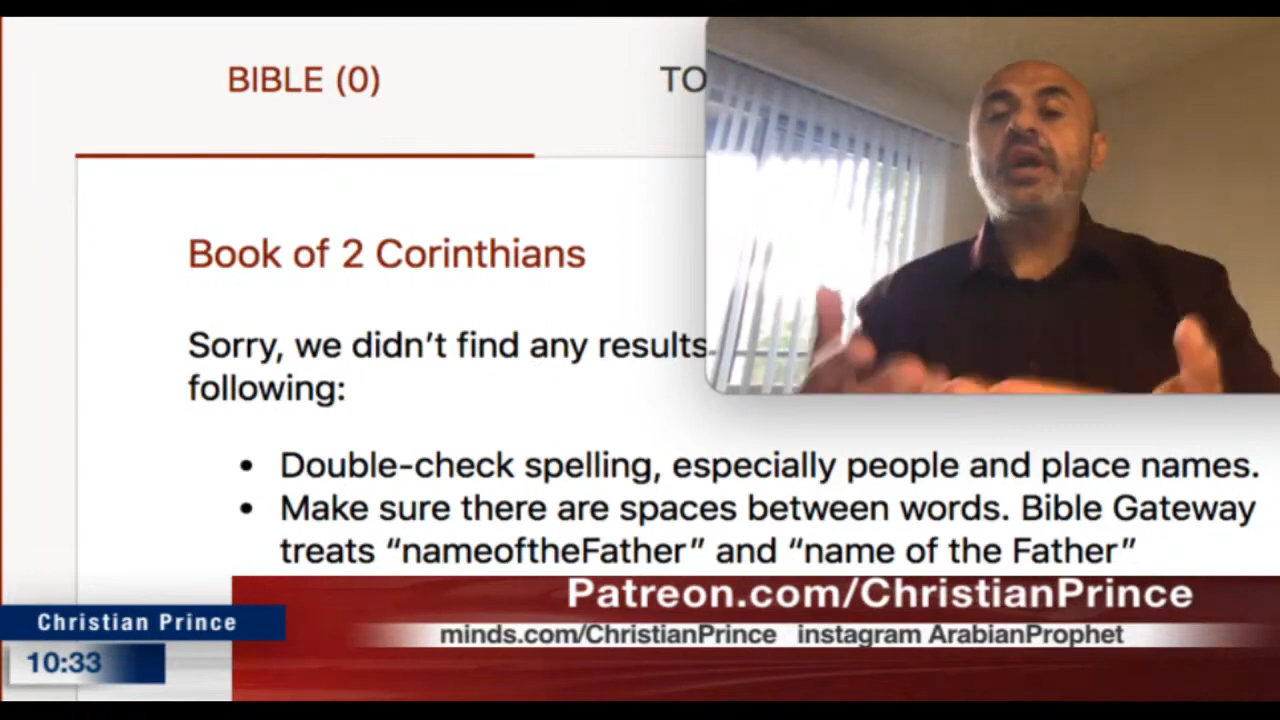 BIBLE (0)
TO
Book of 2 Corinthians
Sorry, we didn’t find any results
following:
• Double-check spelling, especially people and place names.
• Make sure there are spaces between words. Bible Gateway
treats “nameoftheFather” and “name of the Father”
Patreon.com/ChristianPrince
Christian Prince
minds.com/ChristianPrince instagram ArabianProphet
10:33